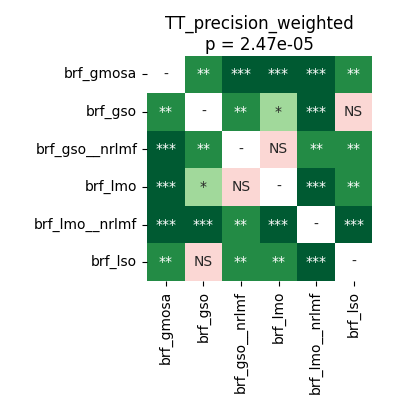 TT_precision_weighted
p = 2.47e-05
brf_gmosa - ** *** *** *** **
brf_gso ** - ** * *** NS
brf_gso__nrlmf *** ** - NS ** **
brf_lmo *** * NS - *** **
brf_lmo__nrlmf *** *** ** *** - ***
brf_lso ** NS ** ** *** -
brf_gmosa brf_gso brf_gso__nrlmf brf_lmo brf_lmo__nrlmf brf_lso